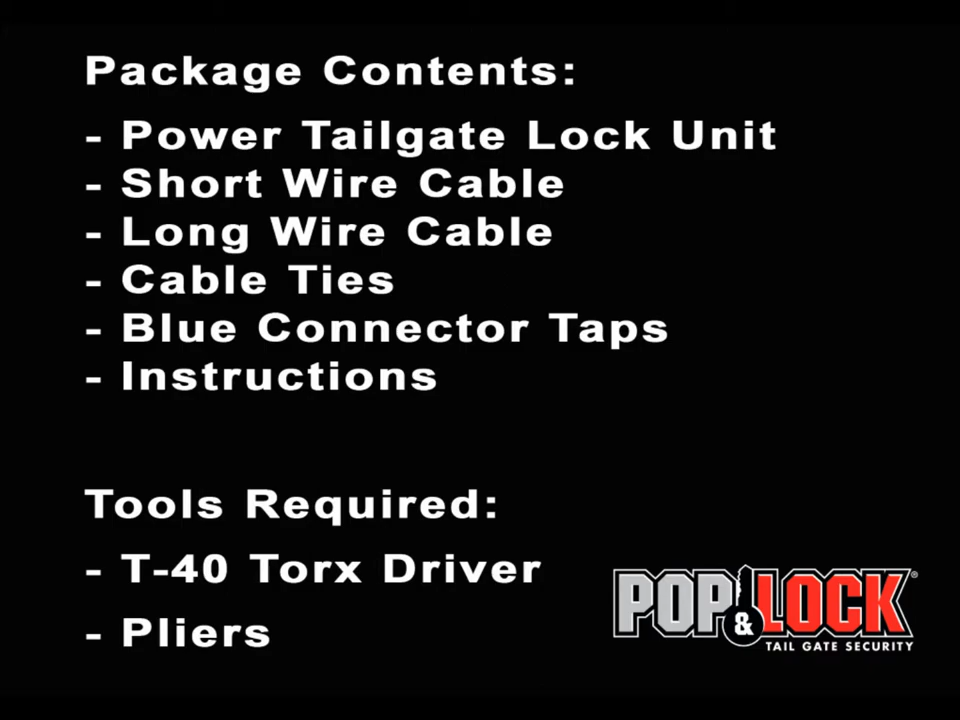 Package Contents:
- Power Tailgate Lock Unit
- Short Wire Cable
- Long Wire Cable
- Cable Ties
- Blue Connector Taps
- Instructions
Tools Required:
- T-40 Torx Driver
- Pliers
POP & LOCK®
TAIL GATE SECURITY